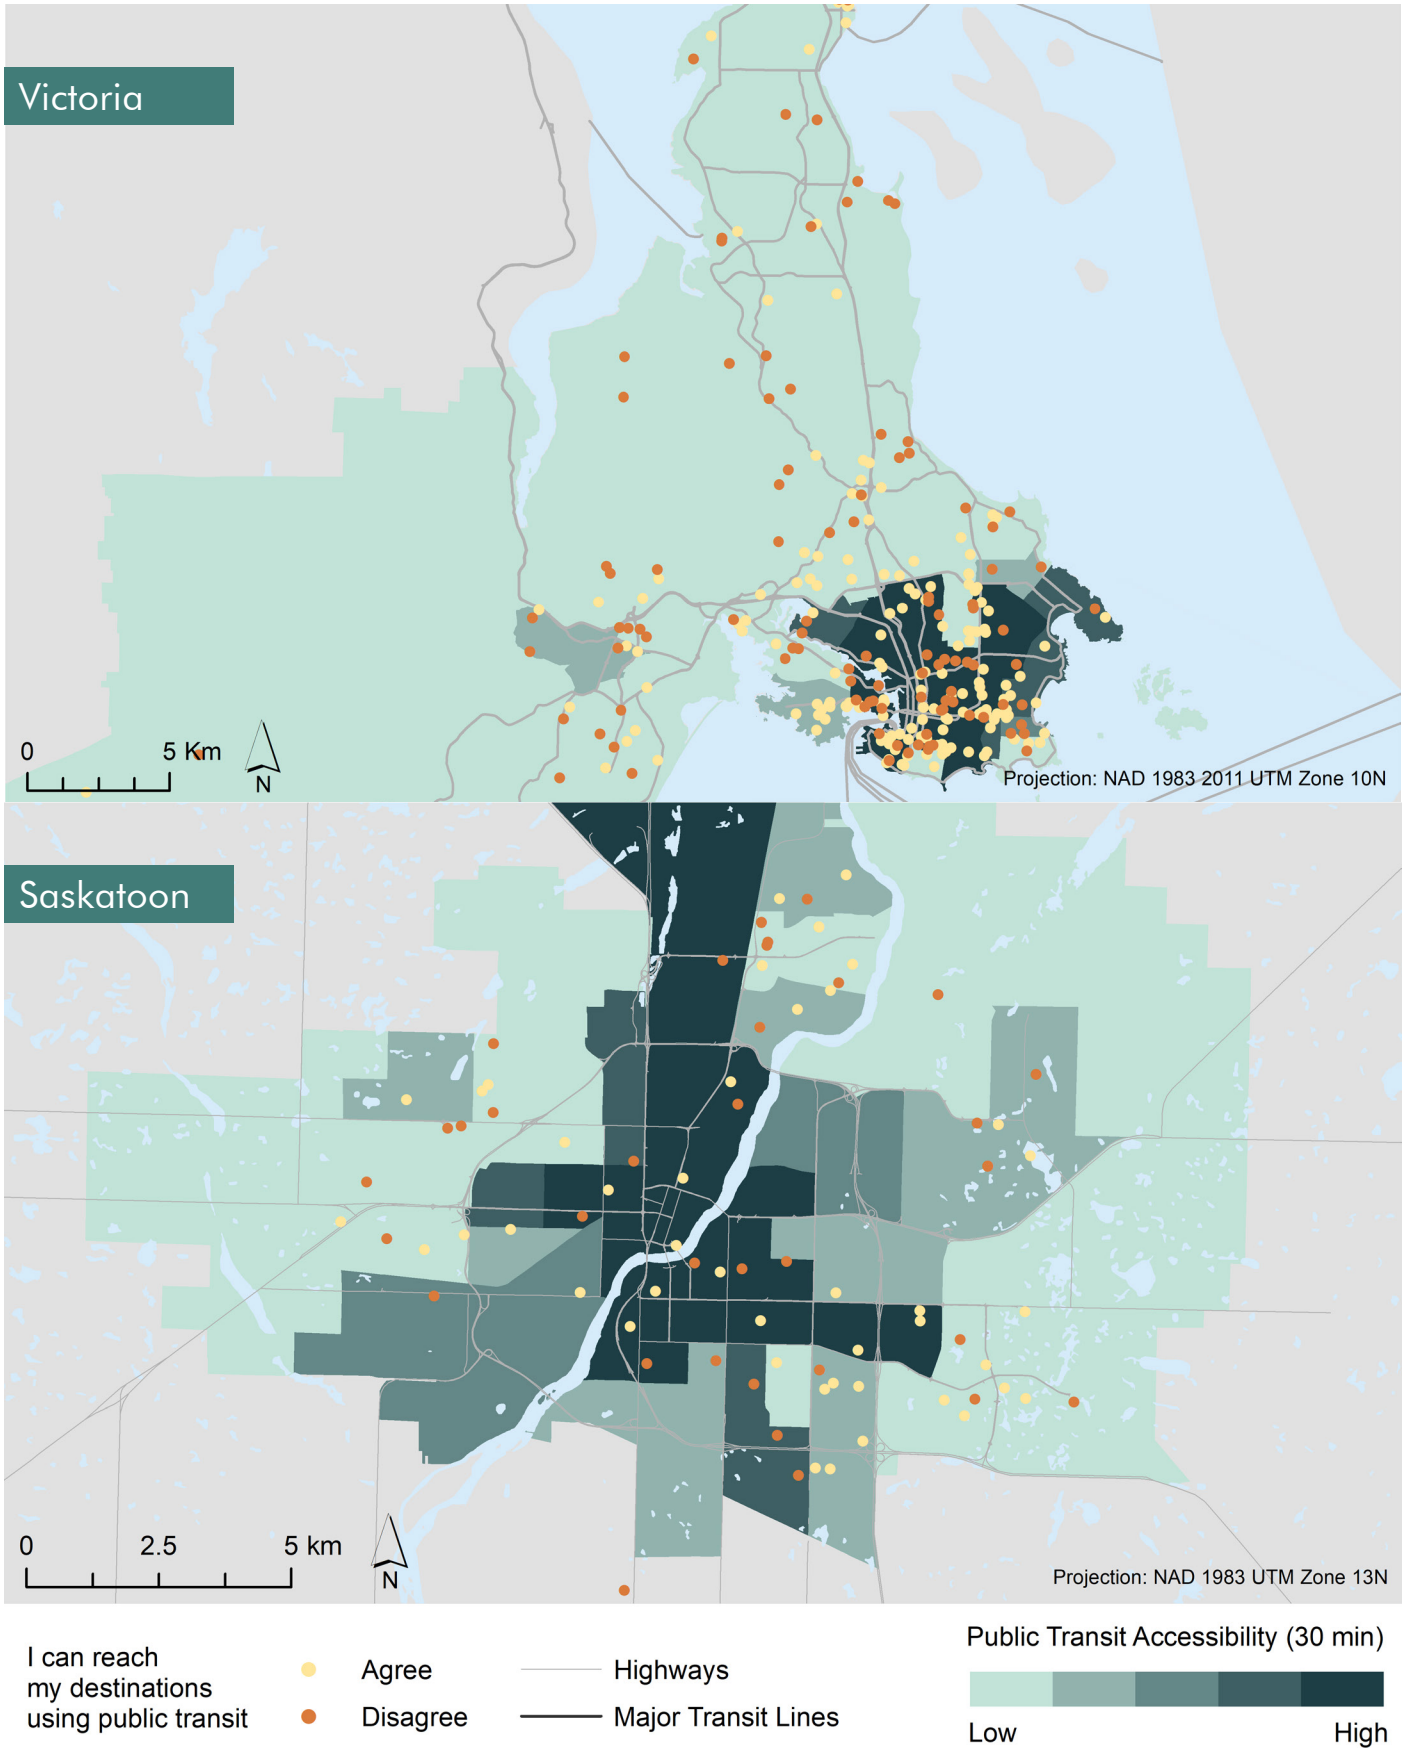 Victoria
0 5 Km
N
Projection: NAD 1983 2011 UTM Zone 10N
Saskatoon
0 2.5 5 km
N
Projection: NAD 1983 UTM Zone 13N
I can reach
my destinations
using public transit
Agree
Disagree
Highways
Major Transit Lines
Public Transit Accessibility (30 min)
Low High